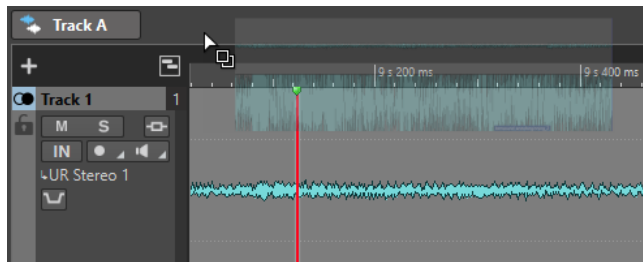 Track A
9 s 200 ms
9 s 400 ms
Track 1
1
M S
IN
UR Stereo 1